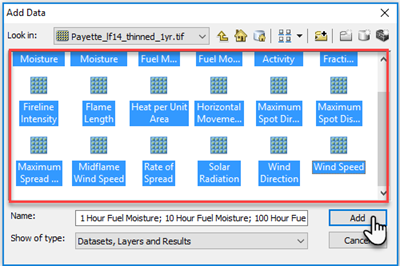 Add Data
Look in: Payette_lf14_thinned_1yr.tif
Moisture Moisture Fuel M... Fuel Mo... Activity Fracti...
Fireline Intensity
Flame Length
Heat per Unit Area
Horizontal Moveme...
Maximum Spot Dir...
Maximum Spot Dis...
Maximum Spread ...
Midflame Wind Speed
Rate of Spread
Solar Radiation
Wind Direction
Wind Speed
Name: 1 Hour Fuel Moisture; 10 Hour Fuel Moisture; 100 Hour Fue
Add
Show of type: Datasets, Layers and Results
Cancel